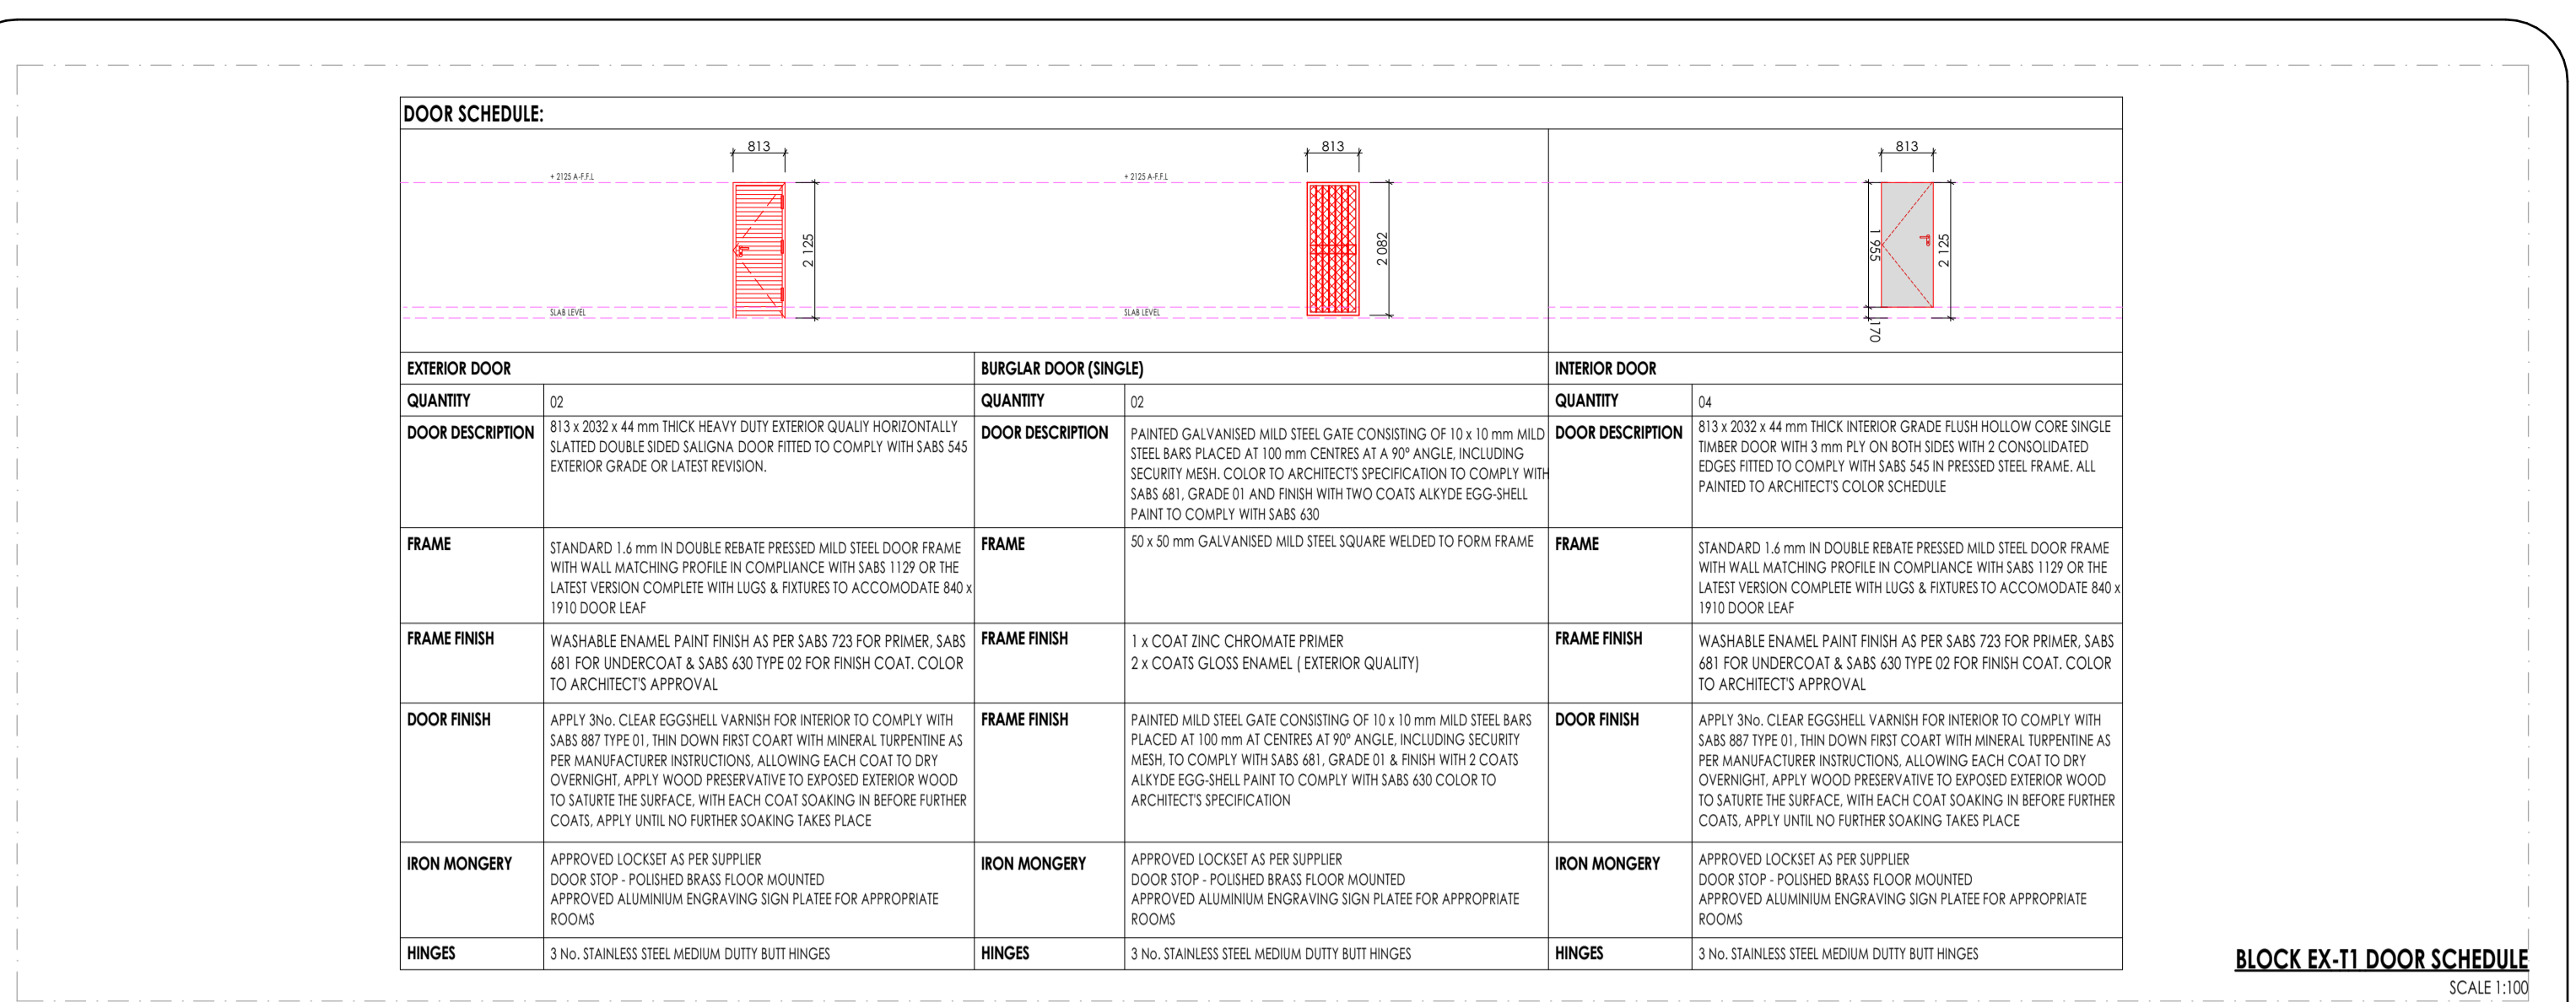 DOOR SCHEDULE:
813
+ 2125 A-F.F.L
2 125
SLAB LEVEL
813
+ 2125 A-F.F.L
2 082
SLAB LEVEL
813
1 955
2 125
170
EXTERIOR DOOR
QUANTITY
02
DOOR DESCRIPTION
813 x 2032 x 44 mm THICK HEAVY DUTY EXTERIOR QUALIY HORIZONTALLY
SLATTED DOUBLE SIDED SALIGNA DOOR FITTED TO COMPLY WITH SABS 545
EXTERIOR GRADE OR LATEST REVISION.
FRAME
STANDARD 1.6 mm IN DOUBLE REBATE PRESSED MILD STEEL DOOR FRAME
WITH WALL MATCHING PROFILE IN COMPLIANCE WITH SABS 1129 OR THE
LATEST VERSION COMPLETE WITH LUGS & FIXTURES TO ACCOMODATE 840 x
1910 DOOR LEAF
FRAME FINISH
WASHABLE ENAMEL PAINT FINISH AS PER SABS 723 FOR PRIMER, SABS
681 FOR UNDERCOAT & SABS 630 TYPE 02 FOR FINISH COAT. COLOR
TO ARCHITECT'S APPROVAL
DOOR FINISH
APPLY 3No. CLEAR EGGSHELL VARNISH FOR INTERIOR TO COMPLY WITH
SABS 887 TYPE 01, THIN DOWN FIRST COART WITH MINERAL TURPENTINE AS
PER MANUFACTURER INSTRUCTIONS, ALLOWING EACH COAT TO DRY
OVERNIGHT, APPLY WOOD PRESERVATIVE TO EXPOSED EXTERIOR WOOD
TO SATURTE THE SURFACE, WITH EACH COAT SOAKING IN BEFORE FURTHER
COATS, APPLY UNTIL NO FURTHER SOAKING TAKES PLACE
IRON MONGERY
APPROVED LOCKSET AS PER SUPPLIER
DOOR STOP - POLISHED BRASS FLOOR MOUNTED
APPROVED ALUMINIUM ENGRAVING SIGN PLATEE FOR APPROPRIATE
ROOMS
HINGES
3 No. STAINLESS STEEL MEDIUM DUTTY BUTT HINGES
BURGLAR DOOR (SINGLE)
QUANTITY
02
DOOR DESCRIPTION
PAINTED GALVANISED MILD STEEL GATE CONSISTING OF 10 x 10 mm MILD
STEEL BARS PLACED AT 100 mm CENTRES AT A 90° ANGLE, INCLUDING
SECURITY MESH. COLOR TO ARCHITECT'S SPECIFICATION TO COMPLY WITH
SABS 681, GRADE 01 AND FINISH WITH TWO COATS ALKYDE EGG-SHELL
PAINT TO COMPLY WITH SABS 630
FRAME
50 x 50 mm GALVANISED MILD STEEL SQUARE WELDED TO FORM FRAME
FRAME FINISH
1 x COAT ZINC CHROMATE PRIMER
2 x COATS GLOSS ENAMEL ( EXTERIOR QUALITY)
FRAME FINISH
PAINTED MILD STEEL GATE CONSISTING OF 10 x 10 mm MILD STEEL BARS
PLACED AT 100 mm AT CENTRES AT 90° ANGLE, INCLUDING SECURITY
MESH, TO COMPLY WITH SABS 681, GRADE 01 & FINISH WITH 2 COATS
ALKYDE EGG-SHELL PAINT TO COMPLY WITH SABS 630 COLOR TO
ARCHITECT'S SPECIFICATION
IRON MONGERY
APPROVED LOCKSET AS PER SUPPLIER
DOOR STOP - POLISHED BRASS FLOOR MOUNTED
APPROVED ALUMINIUM ENGRAVING SIGN PLATEE FOR APPROPRIATE
ROOMS
HINGES
3 No. STAINLESS STEEL MEDIUM DUTTY BUTT HINGES
INTERIOR DOOR
QUANTITY
04
DOOR DESCRIPTION
813 x 2032 x 44 mm THICK INTERIOR GRADE FLUSH HOLLOW CORE SINGLE
TIMBER DOOR WITH 3 mm PLY ON BOTH SIDES WITH 2 CONSOLIDATED
EDGES FITTED TO COMPLY WITH SABS 545 IN PRESSED STEEL FRAME. ALL
PAINTED TO ARCHITECT'S COLOR SCHEDULE
FRAME
STANDARD 1.6 mm IN DOUBLE REBATE PRESSED MILD STEEL DOOR FRAME
WITH WALL MATCHING PROFILE IN COMPLIANCE WITH SABS 1129 OR THE
LATEST VERSION COMPLETE WITH LUGS & FIXTURES TO ACCOMODATE 840 x
1910 DOOR LEAF
FRAME FINISH
WASHABLE ENAMEL PAINT FINISH AS PER SABS 723 FOR PRIMER, SABS
681 FOR UNDERCOAT & SABS 630 TYPE 02 FOR FINISH COAT. COLOR
TO ARCHITECT'S APPROVAL
DOOR FINISH
APPLY 3No. CLEAR EGGSHELL VARNISH FOR INTERIOR TO COMPLY WITH
SABS 887 TYPE 01, THIN DOWN FIRST COART WITH MINERAL TURPENTINE AS
PER MANUFACTURER INSTRUCTIONS, ALLOWING EACH COAT TO DRY
OVERNIGHT, APPLY WOOD PRESERVATIVE TO EXPOSED EXTERIOR WOOD
TO SATURTE THE SURFACE, WITH EACH COAT SOAKING IN BEFORE FURTHER
COATS, APPLY UNTIL NO FURTHER SOAKING TAKES PLACE
IRON MONGERY
APPROVED LOCKSET AS PER SUPPLIER
DOOR STOP - POLISHED BRASS FLOOR MOUNTED
APPROVED ALUMINIUM ENGRAVING SIGN PLATEE FOR APPROPRIATE
ROOMS
HINGES
3 No. STAINLESS STEEL MEDIUM DUTTY BUTT HINGES
BLOCK EX-T1 DOOR SCHEDULE
SCALE 1:100